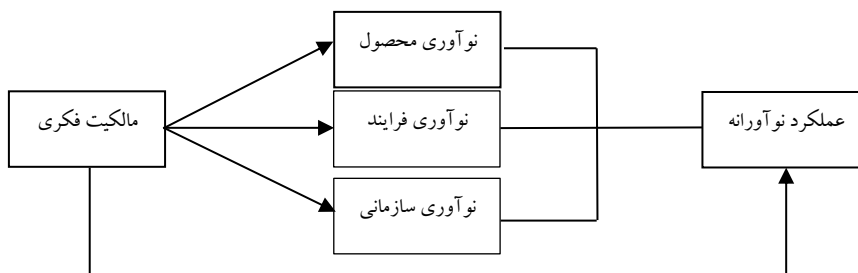 نوآوری محصول
مالکیت فکری
نوآوری فرایند
عملکرد نوآورانه
نوآوری سازمانی